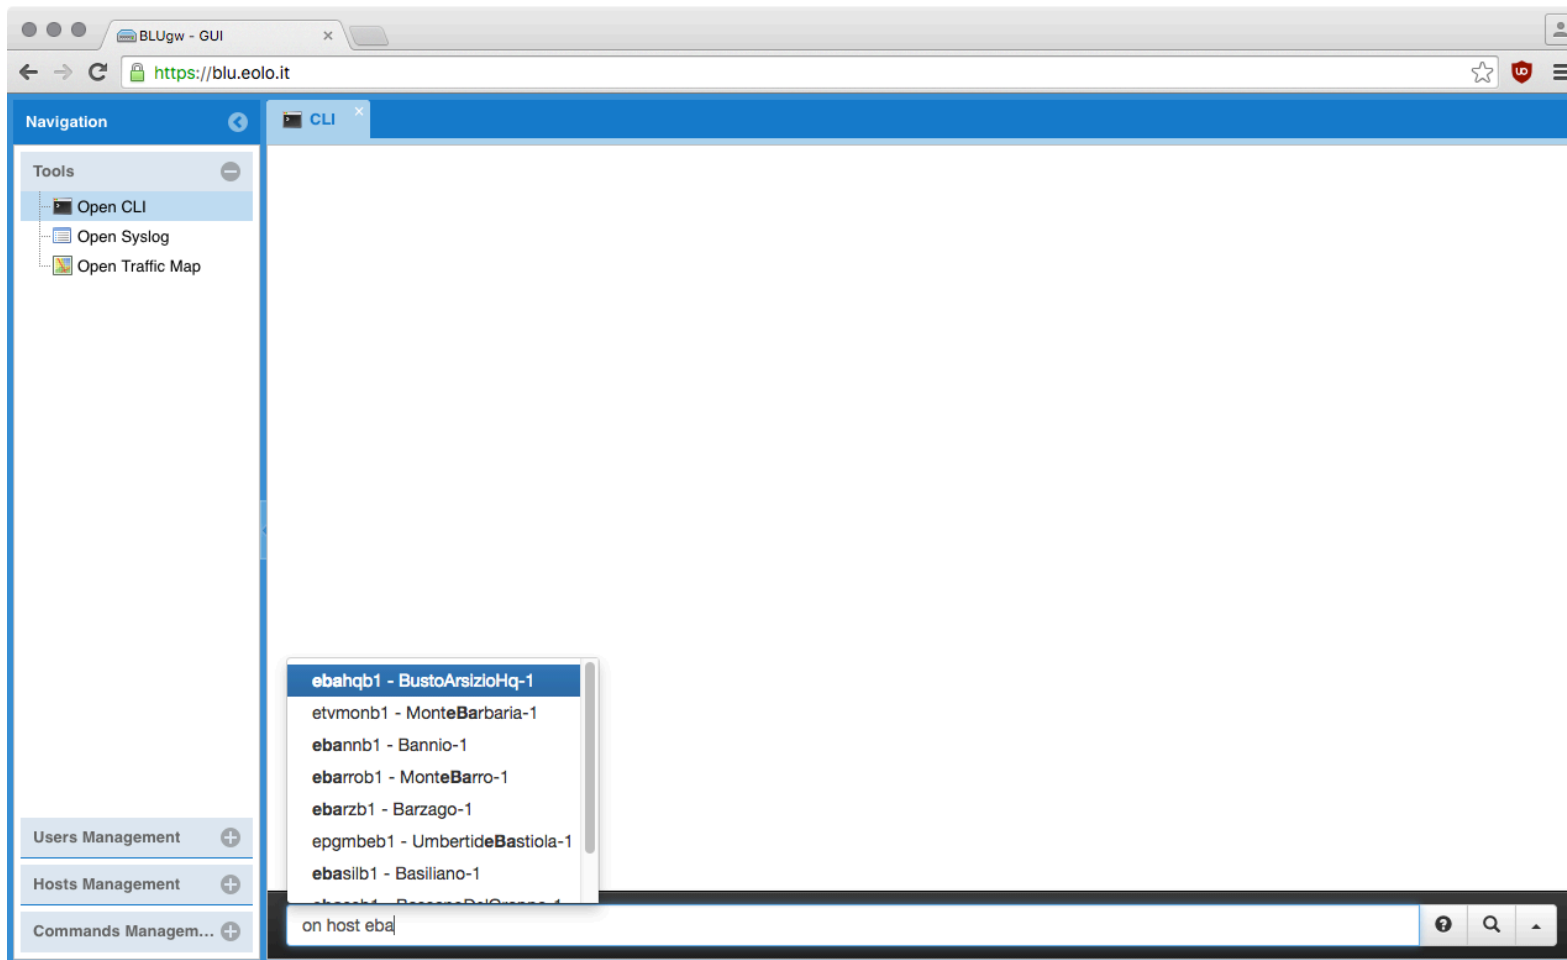 BLUgw - GUI
https://blu.eolo.it
Navigation
CLI
Tools
Open CLI
Open Syslog
Open Traffic Map
ebahqb1 - BustoArsizioHq-1
etvmonb1 - MonteBarbaria-1
ebannb1 - Bannio-1
ebarrob1 - MonteBarro-1
ebarzb1 - Barzago-1
epgmbeb1 - UmbertideBastiola-1
ebasilb1 - Basiliano-1
Users Management
Hosts Management
Commands Managem...
on host eba